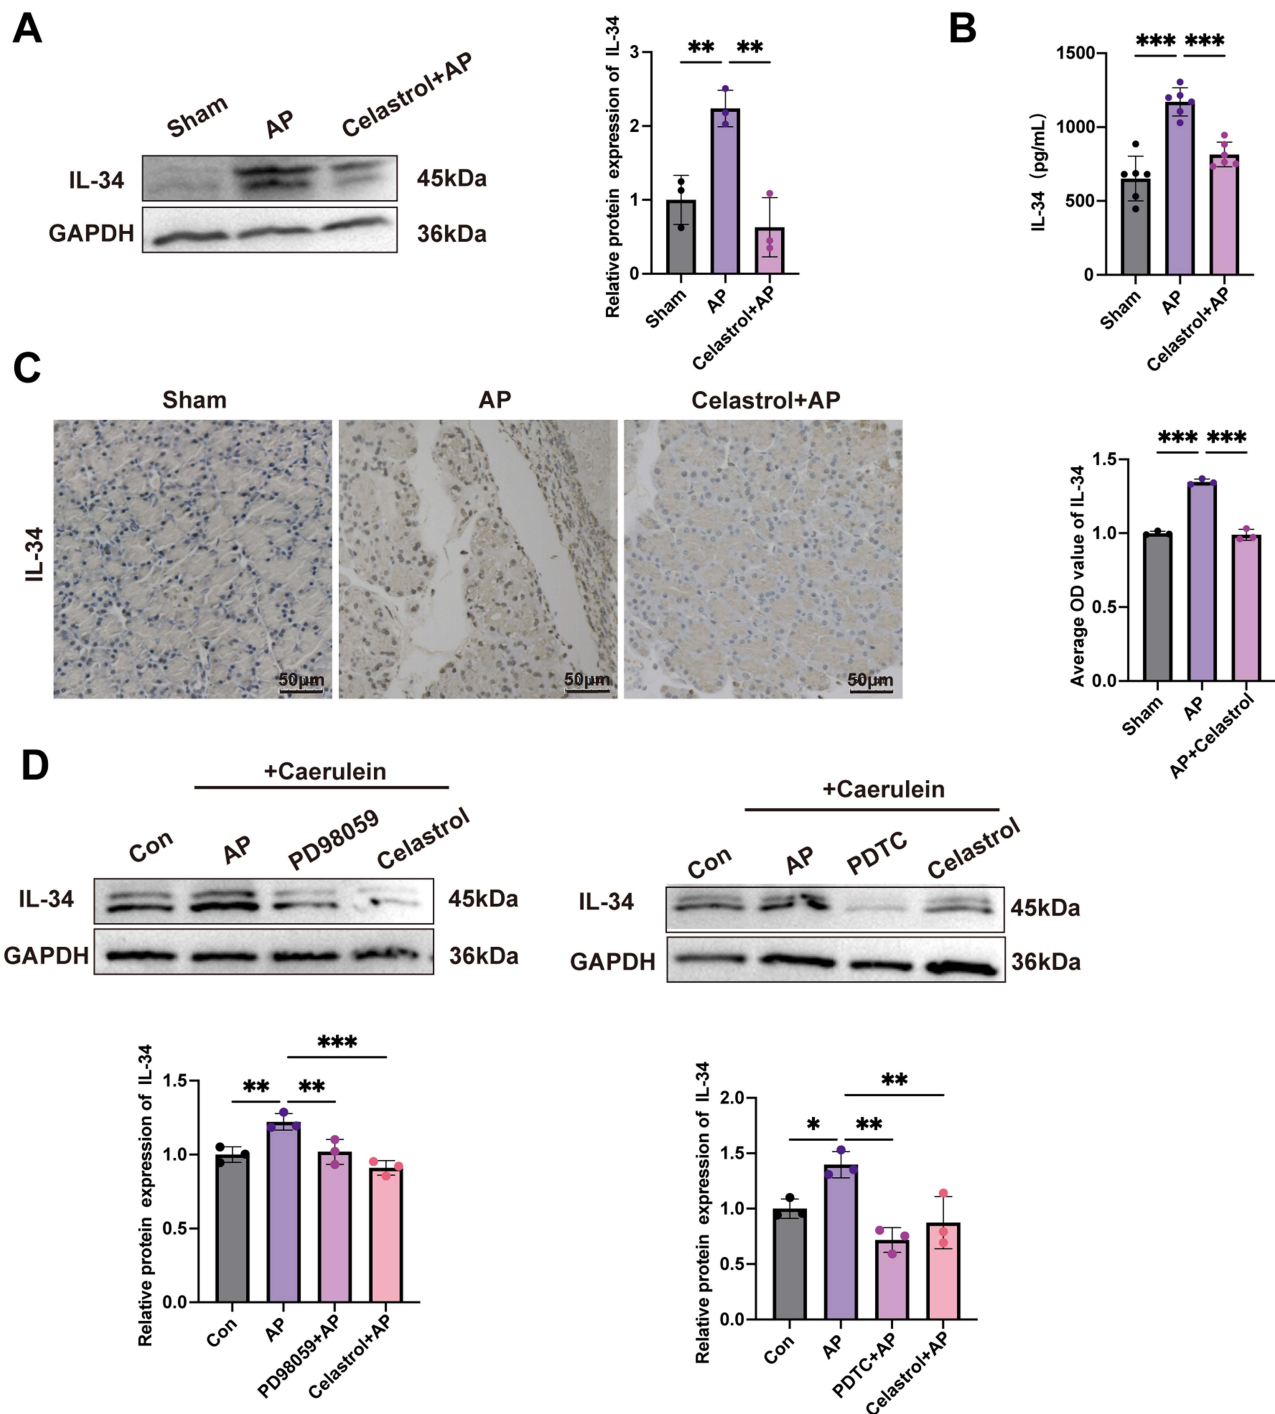 A
Sham
AP
Celastrol+AP
IL-34
45kDa
GAPDH
36kDa
Relative protein expression of IL-34
3
2
1
0
** **
Sham
AP
Celastrol+AP
B
IL-34 (pg/mL)
1500
1000
500
0
*** ***
Sham
AP
Celastrol+AP
C
Sham
AP
Celastrol+AP
IL-34
50μm
50μm
50μm
Average OD value of IL-34
1.5
1.0
0.5
0.0
*** ***
Sham
AP
AP+Celastrol
D
+Caerulein
Con
AP
PD98059
Celastrol
IL-34
45kDa
GAPDH
36kDa
+Caerulein
Con
AP
PDTC
Celastrol
IL-34
45kDa
GAPDH
36kDa
Relative protein expression of IL-34
1.5
1.0
0.5
0.0
***
** **
Con
AP
PD98059+AP
Celastrol+AP
Relative protein expression of IL-34
2.0
1.5
1.0
0.5
0.0
**
* **
Con
AP
PDTC+AP
Celastrol+AP